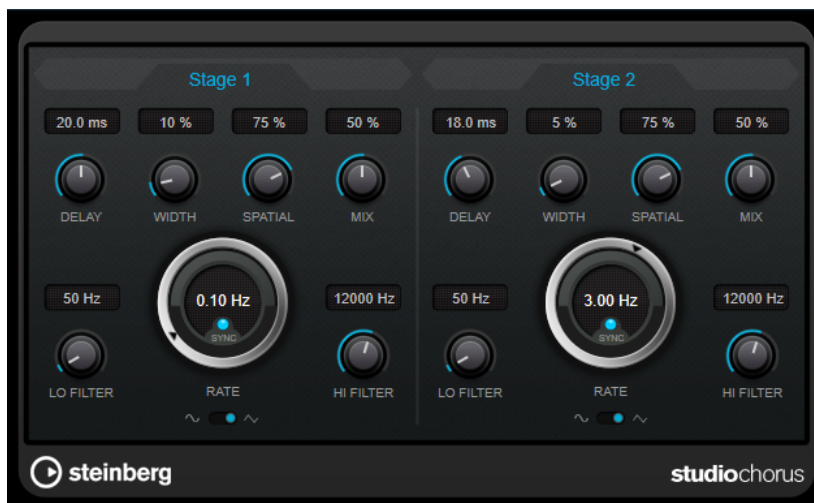 Stage 1
Stage 2
20.0 ms 10 % 75 % 50 %
18.0 ms 5 % 75 % 50 %
DELAY WIDTH SPATIAL MIX
DELAY WIDTH SPATIAL MIX
50 Hz 0.10 Hz 12000 Hz
50 Hz 3.00 Hz 12000 Hz
SYNC
SYNC
LO FILTER RATE HI FILTER
LO FILTER RATE HI FILTER
steinberg
studiochorus